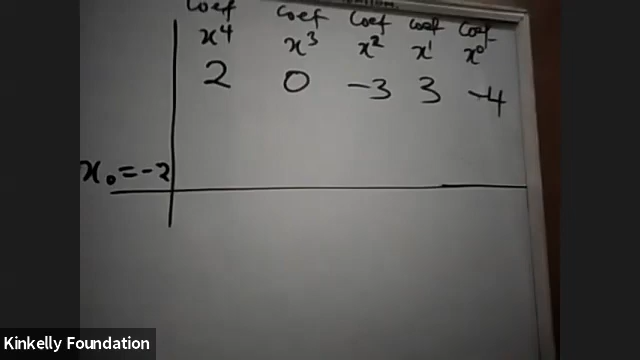 coef coef coef coef coef
x⁴ x³ x² x¹ x⁰
2 0 -3 3 -4
x₀=-2
Kinkelly Foundation